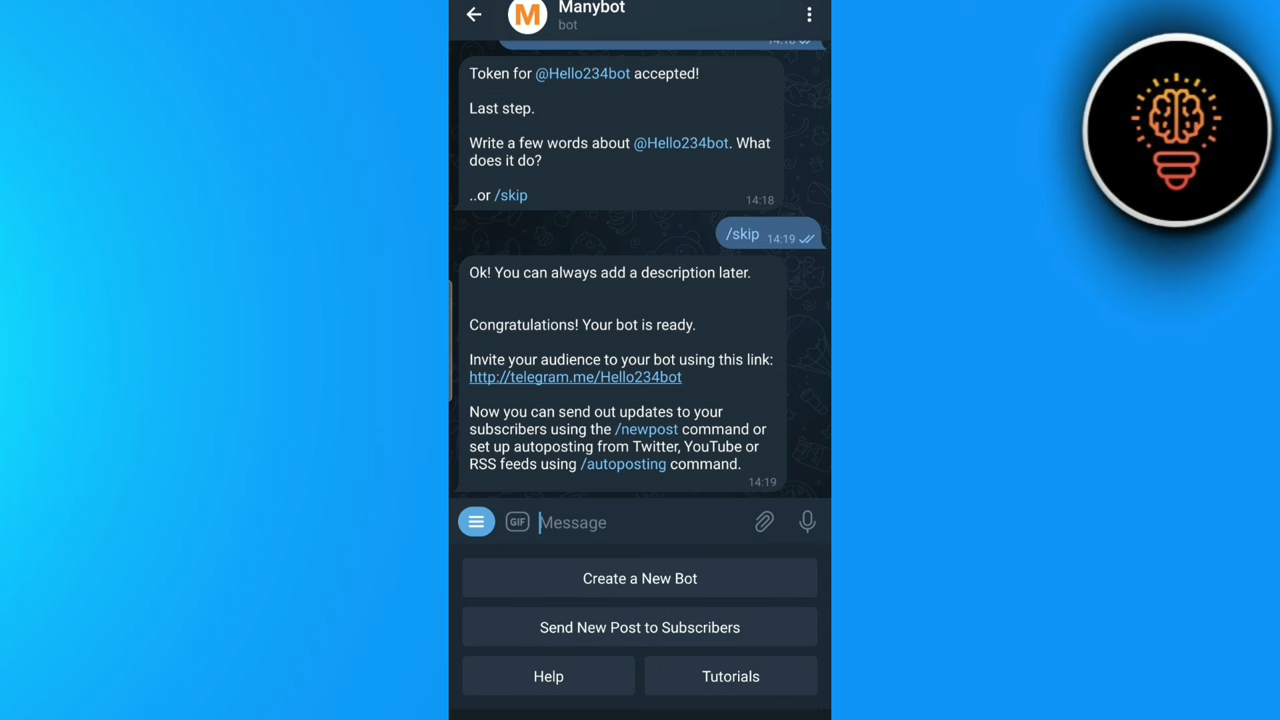 Manybot
bot
14:18
Token for @Hello234bot accepted!
Last step.
Write a few words about @Hello234bot. What
does it do?
..or /skip
14:18
/skip 14:19
Ok! You can always add a description later.
Congratulations! Your bot is ready.
Invite your audience to your bot using this link:
http://telegram.me/Hello234bot
Now you can send out updates to your
subscribers using the /newpost command or
set up autoposting from Twitter, YouTube or
RSS feeds using /autoposting command.
14:19
GIF Message
Create a New Bot
Send New Post to Subscribers
Help Tutorials